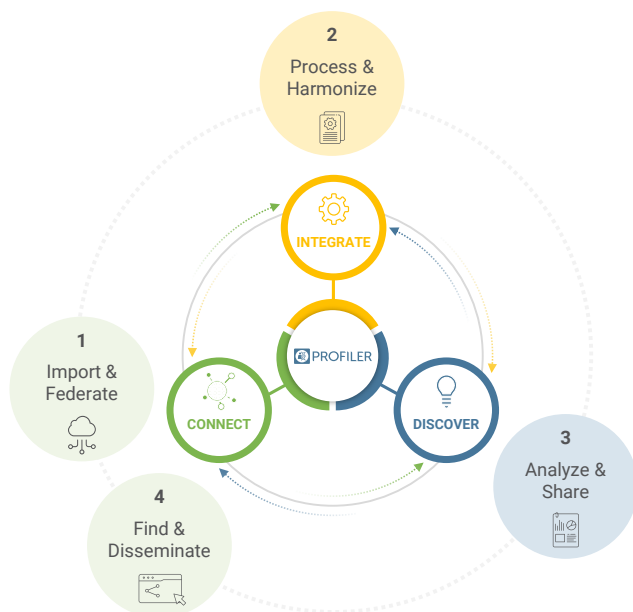 2
Process &
Harmonize
INTEGRATE
1
Import &
Federate
PROFILER
CONNECT
DISCOVER
3
Analyze &
Share
4
Find &
Disseminate